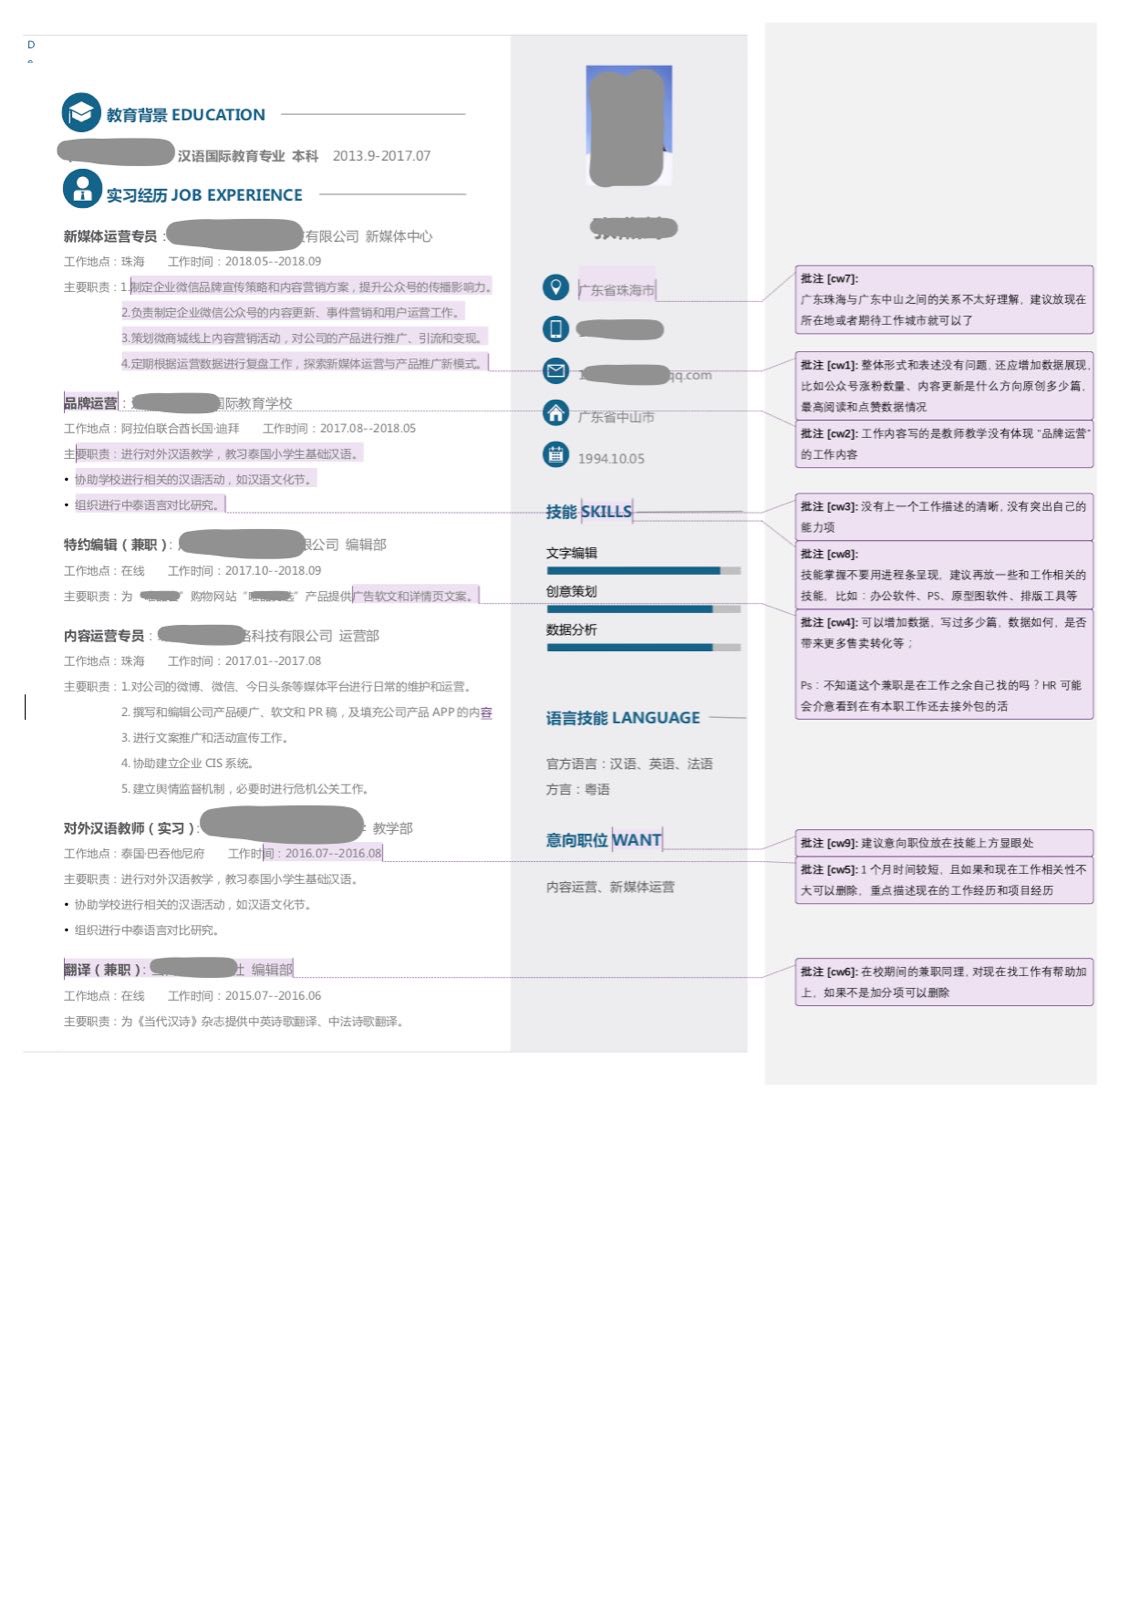 D
教育背景 EDUCATION
汉语国际教育专业 本科 2013.9-2017.07
实习经历 JOB EXPERIENCE
新媒体运营专员： 有限公司 新媒体中心
工作地点：珠海 工作时间：2018.05--2018.09
主要职责：1.制定企业微信品牌宣传策略和内容营销方案，提升公众号的传播影响力。
2.负责制定企业微信公众号的内容更新、事件营销和用户运营工作。
3.策划微商城线上内容营销活动，对公司的产品进行推广、引流和变现。
4.定期根据运营数据进行复盘工作，探索新媒体运营与产品推广新模式。
品牌运营： 国际教育学校
工作地点：阿拉伯联合酋长国·迪拜 工作时间：2017.08--2018.05
主要职责：进行对外汉语教学，教习泰国小学生基础汉语。
• 协助学校进行相关的汉语活动，如汉语文化节。
• 组织进行中泰语言对比研究。
特约编辑（兼职）： 限公司 编辑部
工作地点：在线 工作时间：2017.10--2018.09
主要职责：为“ ”购物网站“ ”产品提供广告软文和详情页文案。
内容运营专员： 络科技有限公司 运营部
工作地点：珠海 工作时间：2017.01--2017.08
主要职责：1.对公司的微博、微信、今日头条等媒体平台进行日常的维护和运营。
2. 撰写和编辑公司产品硬广、软文和 PR 稿，及填充公司产品 APP 的内容
3. 进行文案推广和活动宣传工作。
4. 协助建立企业 CIS 系统。
5. 建立舆情监督机制，必要时进行危机公关工作。
对外汉语教师（实习）： 教学部
工作地点：泰国·巴吞他尼府 工作时间：2016.07--2016.08
主要职责：进行对外汉语教学，教习泰国小学生基础汉语。
• 协助学校进行相关的汉语活动，如汉语文化节。
• 组织进行中泰语言对比研究。
翻译（兼职）： 社 编辑部
工作地点：在线 工作时间：2015.07--2016.06
主要职责：为《当代汉诗》杂志提供中英诗歌翻译、中法诗歌翻译。
广东省珠海市
1 qq.com
广东省中山市
1994.10.05
技能 SKILLS
文字编辑
创意策划
数据分析
语言技能 LANGUAGE
官方语言：汉语、英语、法语
方言：粤语
意向职位 WANT
内容运营、新媒体运营
批注 [cw7]:
广东珠海与广东中山之间的关系不太好理解，建议放现在
所在地或者期待工作城市就可以了
批注 [cw1]: 整体形式和表述没有问题，还应增加数据展现，
比如公众号涨粉数量、内容更新是什么方向原创多少篇，
最高阅读和点赞数据情况
批注 [cw2]: 工作内容写的是教师教学没有体现“品牌运营”
的工作内容
批注 [cw3]: 没有上一个工作描述的清晰，没有突出自己的
能力项
批注 [cw8]:
技能掌握不要用进程条呈现，建议再放一些和工作相关的
技能，比如：办公软件、PS、原型图软件、排版工具等
批注 [cw4]: 可以增加数据，写过多少篇，数据如何，是否
带来更多售卖转化等；
Ps：不知道这个兼职是在工作之余自己找的吗？HR 可能
会介意看到在有本职工作还去接外包的活
批注 [cw9]: 建议意向职位放在技能上方显眼处
批注 [cw5]: 1 个月时间较短，且如果和现在工作相关性不
大可以删除，重点描述现在的工作经历和项目经历
批注 [cw6]: 在校期间的兼职同理，对现在找工作有帮助加
上，如果不是加分项可以删除